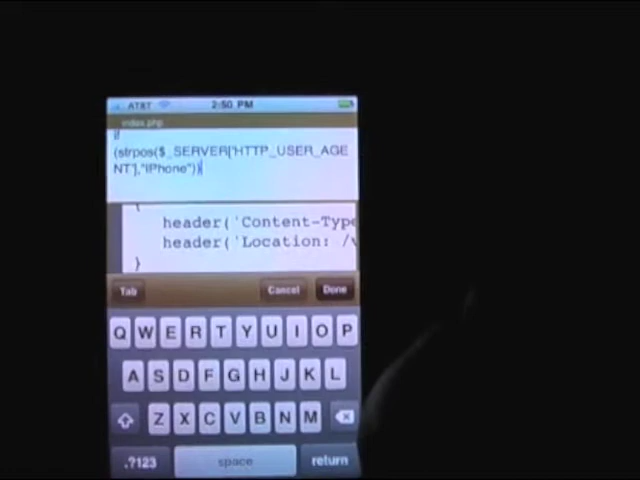 AT&T 2:50 PM
index.php
if
(strpos($_SERVER['HTTP_USER_AGE
NT'],"iPhone"))
{
header('Content-Type
header('Location: /v
}
Tab Cancel Done
Q W E R T Y U I O P
A S D F G H J K L
Z X C V B N M
.?123 space return